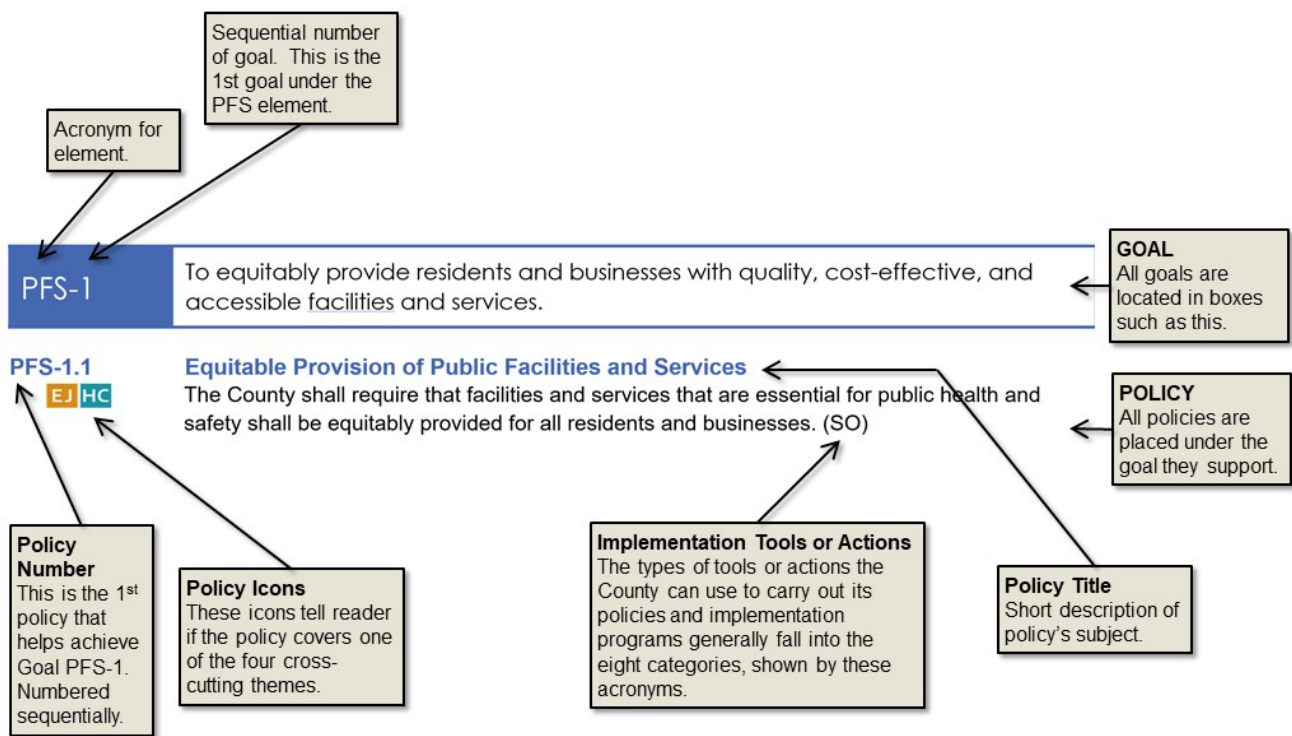 Sequential number
of goal. This is the
1st goal under the
PFS element.
Acronym for
element.
PFS-1
To equitably provide residents and businesses with quality, cost-effective, and
accessible facilities and services.
GOAL
All goals are
located in boxes
such as this.
PFS-1.1
EJ HC
Equitable Provision of Public Facilities and Services
The County shall require that facilities and services that are essential for public health and
safety shall be equitably provided for all residents and businesses. (SO)
POLICY
All policies are
placed under the
goal they support.
Policy
Number
This is the 1st
policy that
helps achieve
Goal PFS-1.
Numbered
sequentially.
Policy Icons
These icons tell reader
if the policy covers one
of the four cross-
cutting themes.
Implementation Tools or Actions
The types of tools or actions the
County can use to carry out its
policies and implementation
programs generally fall into the
eight categories, shown by these
acronyms.
Policy Title
Short description of
policy's subject.